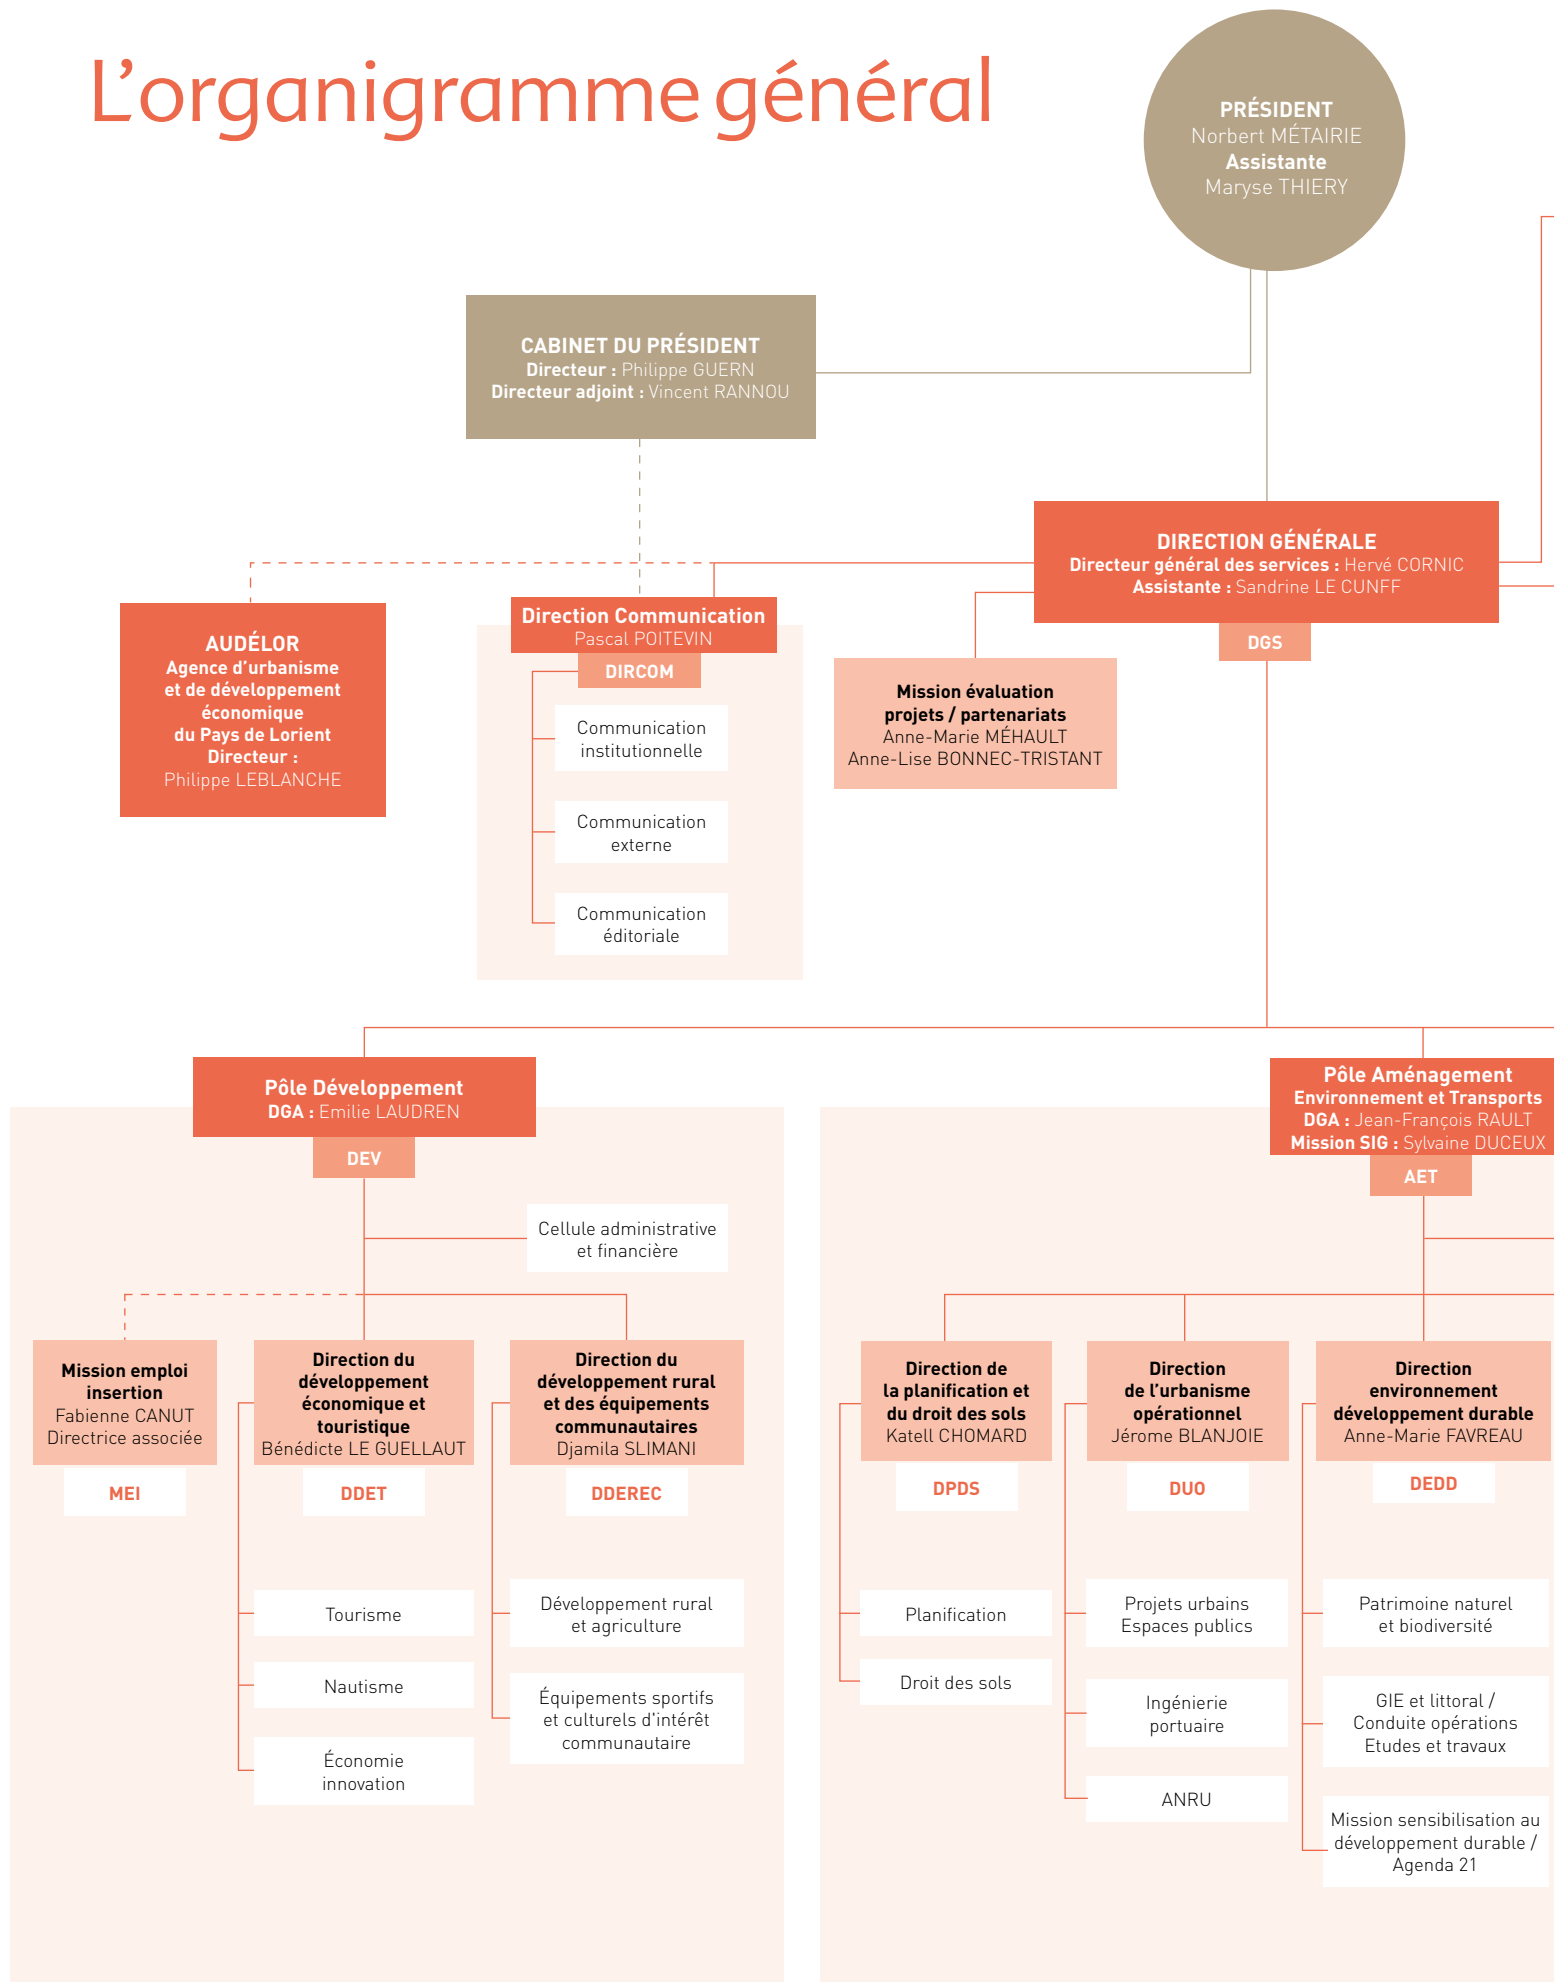 L’organigramme général
PRÉSIDENT
Norbert MÉTAIRIE
Assistante
Maryse THIERY
CABINET DU PRÉSIDENT
Directeur : Philippe GUERN
Directeur adjoint : Vincent RANNOU
DIRECTION GÉNÉRALE
Directeur général des services : Hervé CORNIC
Assistante : Sandrine LE CUNFF
DGS
AUDÉLOR
Agence d’urbanisme
et de développement
économique
du Pays de Lorient
Directeur :
Philippe LEBLANCHE
Direction Communication
Pascal POITEVIN
DIRCOM
Communication
institutionnelle
Communication
externe
Communication
éditoriale
Mission évaluation
projets / partenariats
Anne-Marie MÉHAULT
Anne-Lise BONNEC-TRISTANT
Pôle Développement
DGA : Emilie LAUDREN
DEV
Cellule administrative
et financière
Mission emploi
insertion
Fabienne CANUT
Directrice associée
MEI
Direction du
développement
économique et
touristique
Bénédicte LE GUELLAUT
DDET
Tourisme
Nautisme
Économie
innovation
Direction du
développement rural
et des équipements
communautaires
Djamila SLIMANI
DDEREC
Développement rural
et agriculture
Équipements sportifs
et culturels d'intérêt
communautaire
Pôle Aménagement
Environnement et Transports
DGA : Jean-François RAULT
Mission SIG : Sylvaine DUCEUX
AET
Direction de
la planification et
du droit des sols
Katell CHOMARD
DPDS
Planification
Droit des sols
Direction
de l’urbanisme
opérationnel
Jérome BLANJOIE
DUO
Projets urbains
Espaces publics
Ingénierie
portuaire
ANRU
Direction
environnement
développement durable
Anne-Marie FAVREAU
DEDD
Patrimoine naturel
et biodiversité
GIE et littoral /
Conduite opérations
Etudes et travaux
Mission sensibilisation au
développement durable /
Agenda 21